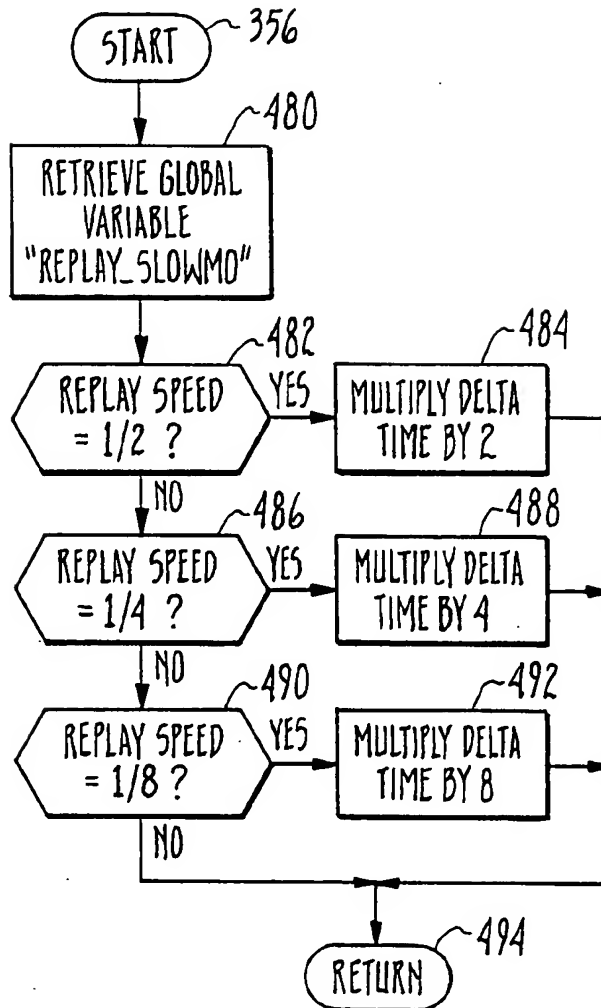 START
356
480
RETRIEVE GLOBAL
VARIABLE
"REPLAY_SLOWMO"
482
REPLAY SPEED
= 1/2 ?
YES
484
MULTIPLY DELTA
TIME BY 2
NO
486
REPLAY SPEED
= 1/4 ?
YES
488
MULTIPLY DELTA
TIME BY 4
NO
490
REPLAY SPEED
= 1/8 ?
YES
492
MULTIPLY DELTA
TIME BY 8
NO
494
RETURN